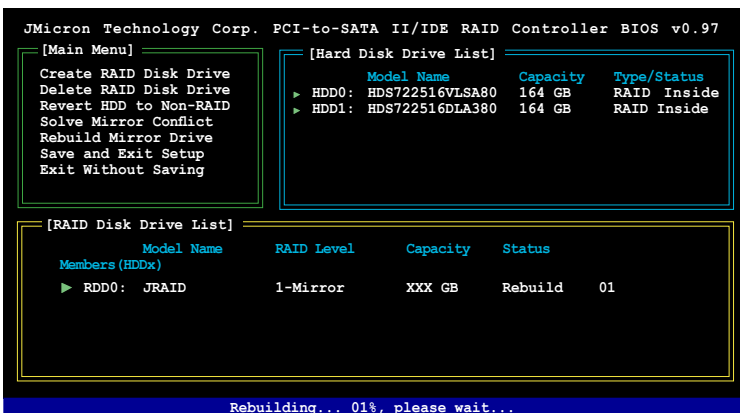 JMicron Technology Corp. PCI-to-SATA II/IDE RAID Controller BIOS v0.97
[Main Menu]
Create RAID Disk Drive
Delete RAID Disk Drive
Revert HDD to Non-RAID
Solve Mirror Conflict
Rebuild Mirror Drive
Save and Exit Setup
Exit Without Saving
[Hard Disk Drive List]
Model Name Capacity Type/Status
HDD0: HDS722516VLSA80 164 GB RAID Inside
HDD1: HDS722516DLA380 164 GB RAID Inside
[RAID Disk Drive List]
Model Name RAID Level Capacity Status
Members(HDDx)
RDD0: JRAID 1-Mirror XXX GB Rebuild 01
Rebuilding... 01%, please wait...